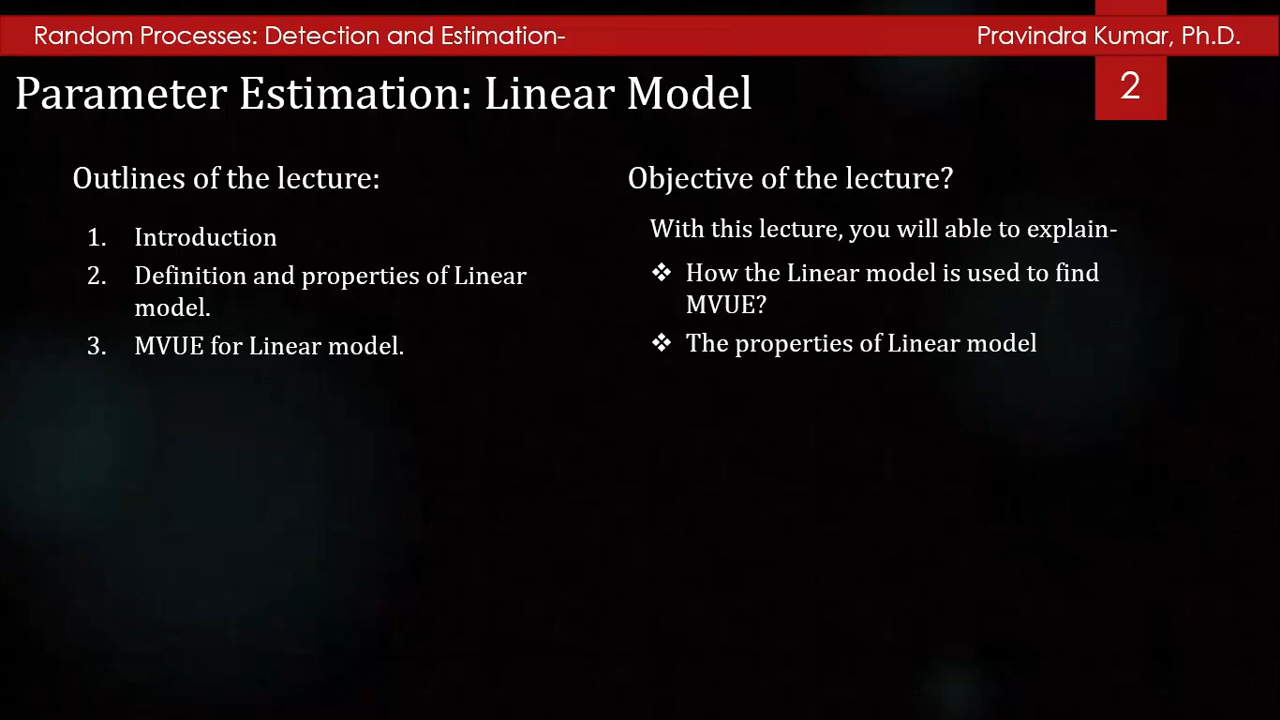 Random Processes: Detection and Estimation-
Pravindra Kumar, Ph.D.
Parameter Estimation: Linear Model
2
Outlines of the lecture:
1. Introduction
2. Definition and properties of Linear
model.
3. MVUE for Linear model.
Objective of the lecture?
With this lecture, you will able to explain-
❖ How the Linear model is used to find
MVUE?
❖ The properties of Linear model